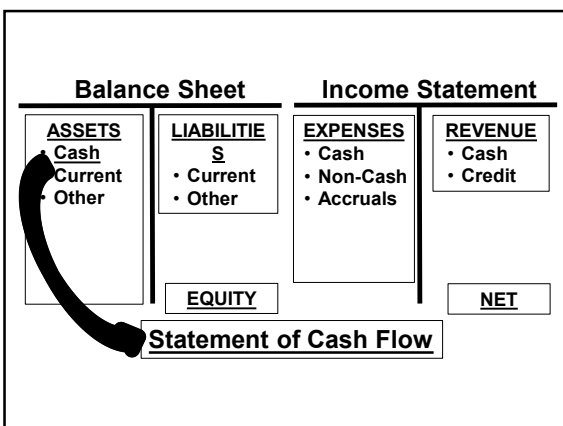 Balance Sheet
Income Statement
ASSETS
• Cash
• Current
• Other
LIABILITIE
S
• Current
• Other
EQUITY
EXPENSES
• Cash
• Non-Cash
• Accruals
REVENUE
• Cash
• Credit
NET
Statement of Cash Flow